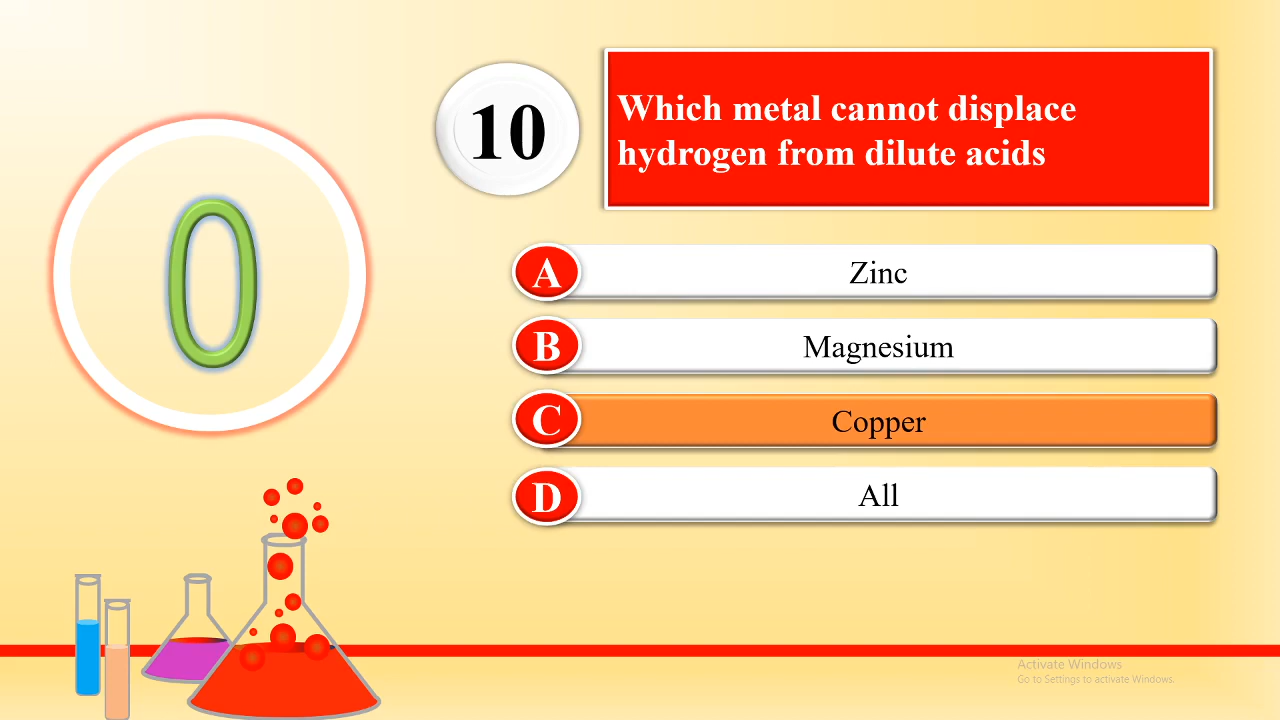 0
10
Which metal cannot displace
hydrogen from dilute acids
A
Zinc
B
Magnesium
C
Copper
D
All
Activate Windows
Go to Settings to activate Windows.